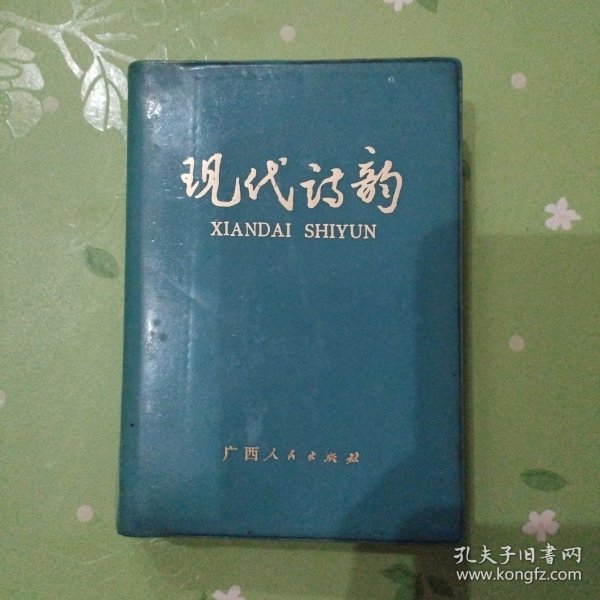 现代诗韵
XIANDAI SHIYUN
广西人民出版社
孔夫子旧书网
www.kongfz.com